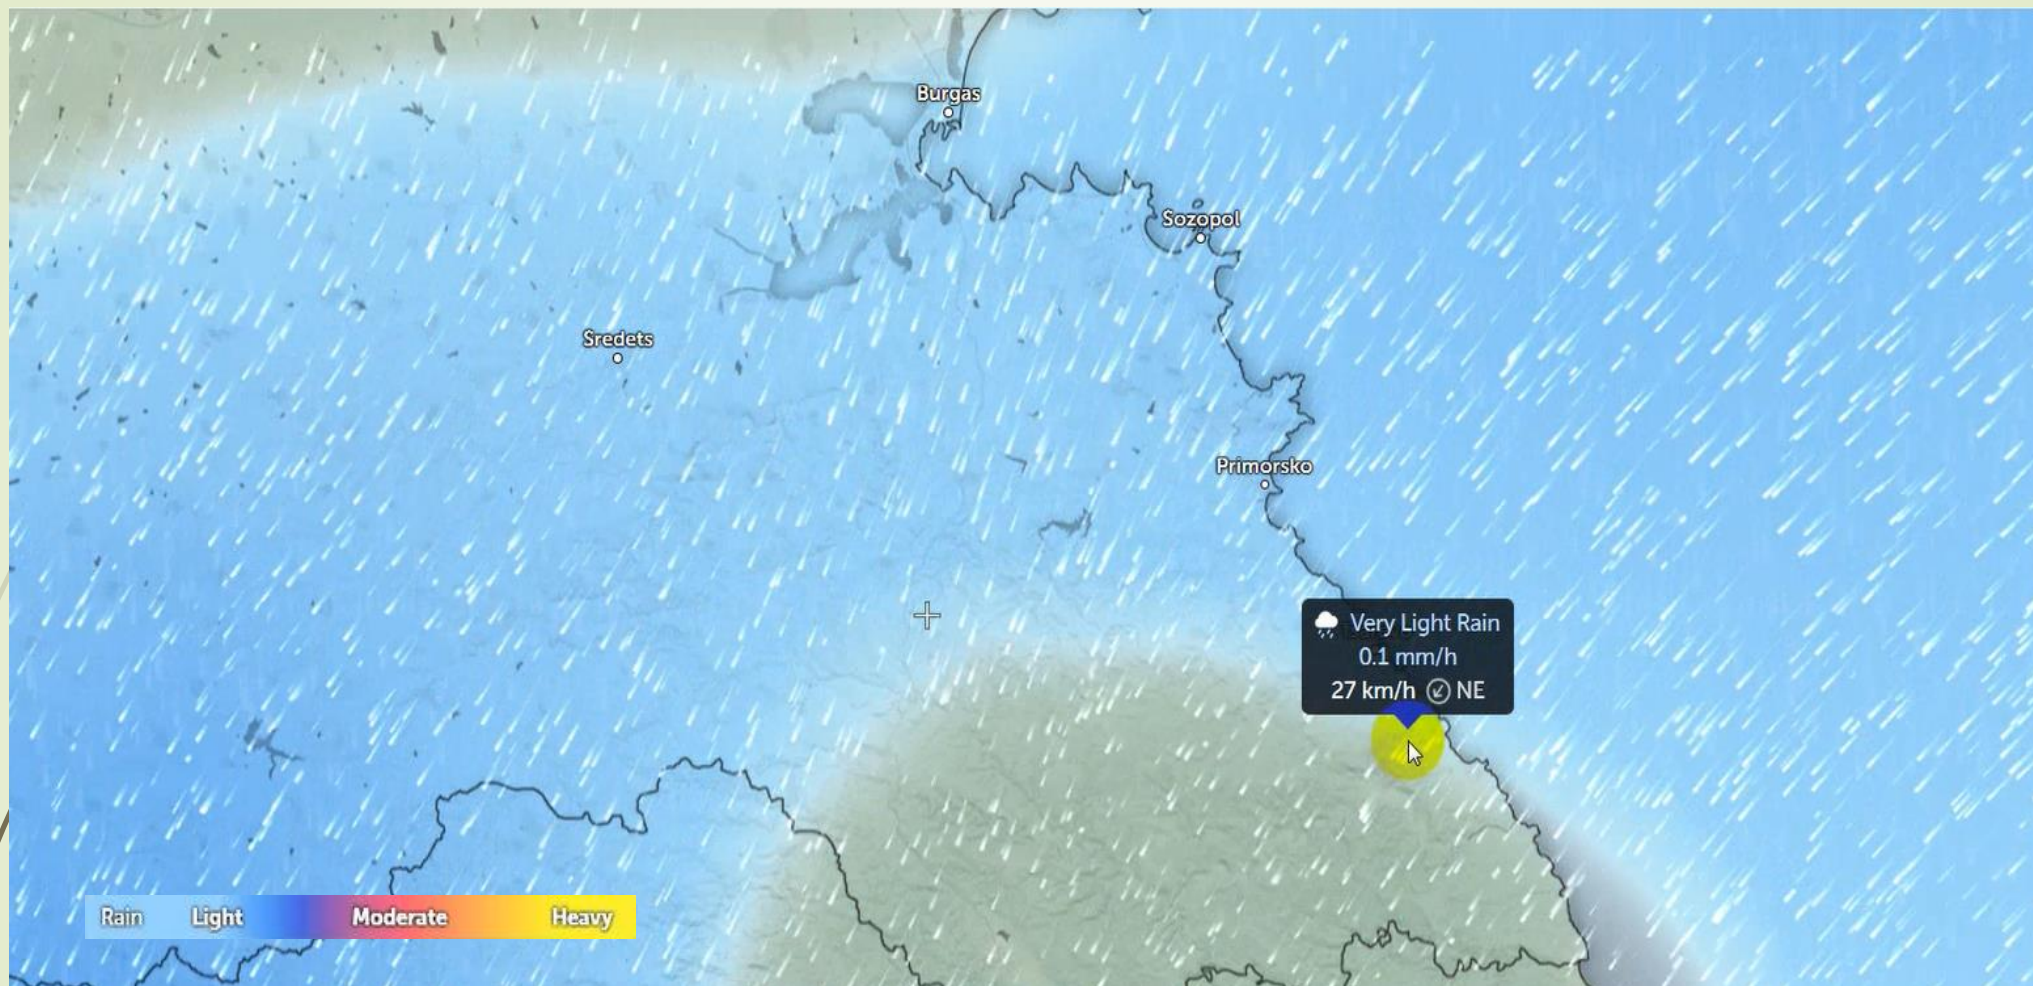 Burgas
Sozopol
Sredets
Primorsko
Very Light Rain
0.1 mm/h
27 km/h NE
Rain Light Moderate Heavy